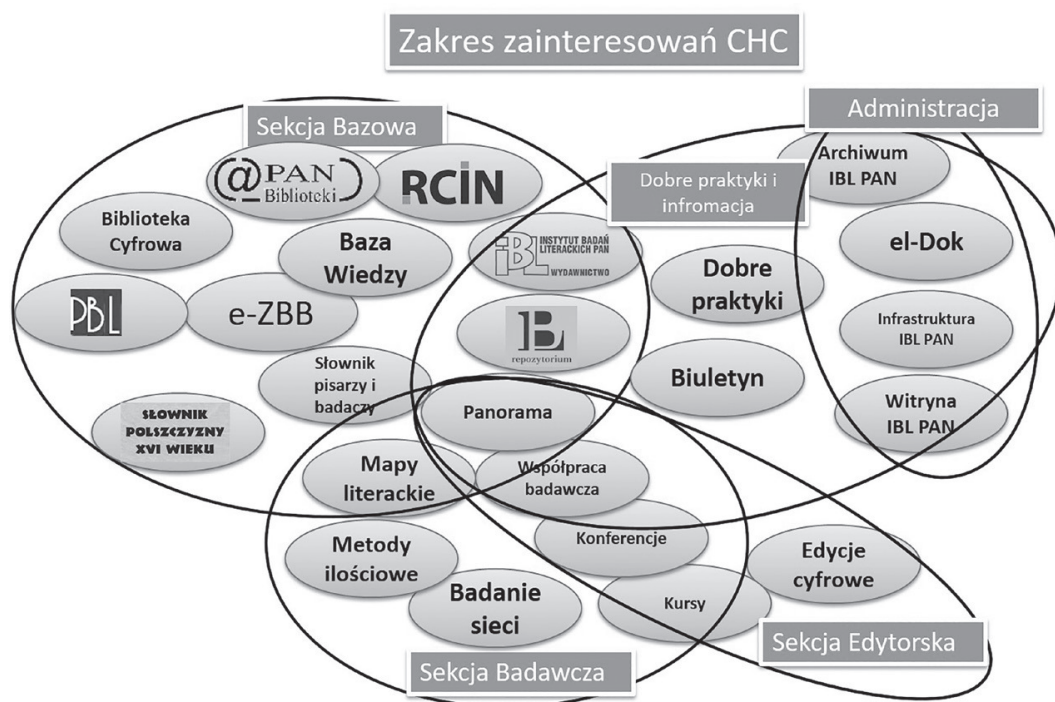 Zakres zainteresowań CHC
Sekcja Bazowa
Administracja
@PAN
Biblioteki
RCIN
Dobre praktyki i
infromacja
Archiwum
IBL PAN
Biblioteka
Cyfrowa
Baza
Wiedzy
iBL
INSTYTUT BADAŃ
LITERACKICH PAN
WYDAWNICTWO
Dobre
praktyki
el-Dok
PBL
e-ZBB
IBL
repozytorium
Infrastruktura
IBL PAN
Słownik
pisarzy i
badaczy
Biuletyn
SŁOWNIK
POLSZCZYZNY
XVI WIEKU
Panorama
Witryna
IBL PAN
Mapy
literackie
Współpraca
badawcza
Metody
ilościowe
Konferencje
Edycje
cyfrowe
Badanie
sieci
Kursy
Sekcja Edytorska
Sekcja Badawcza